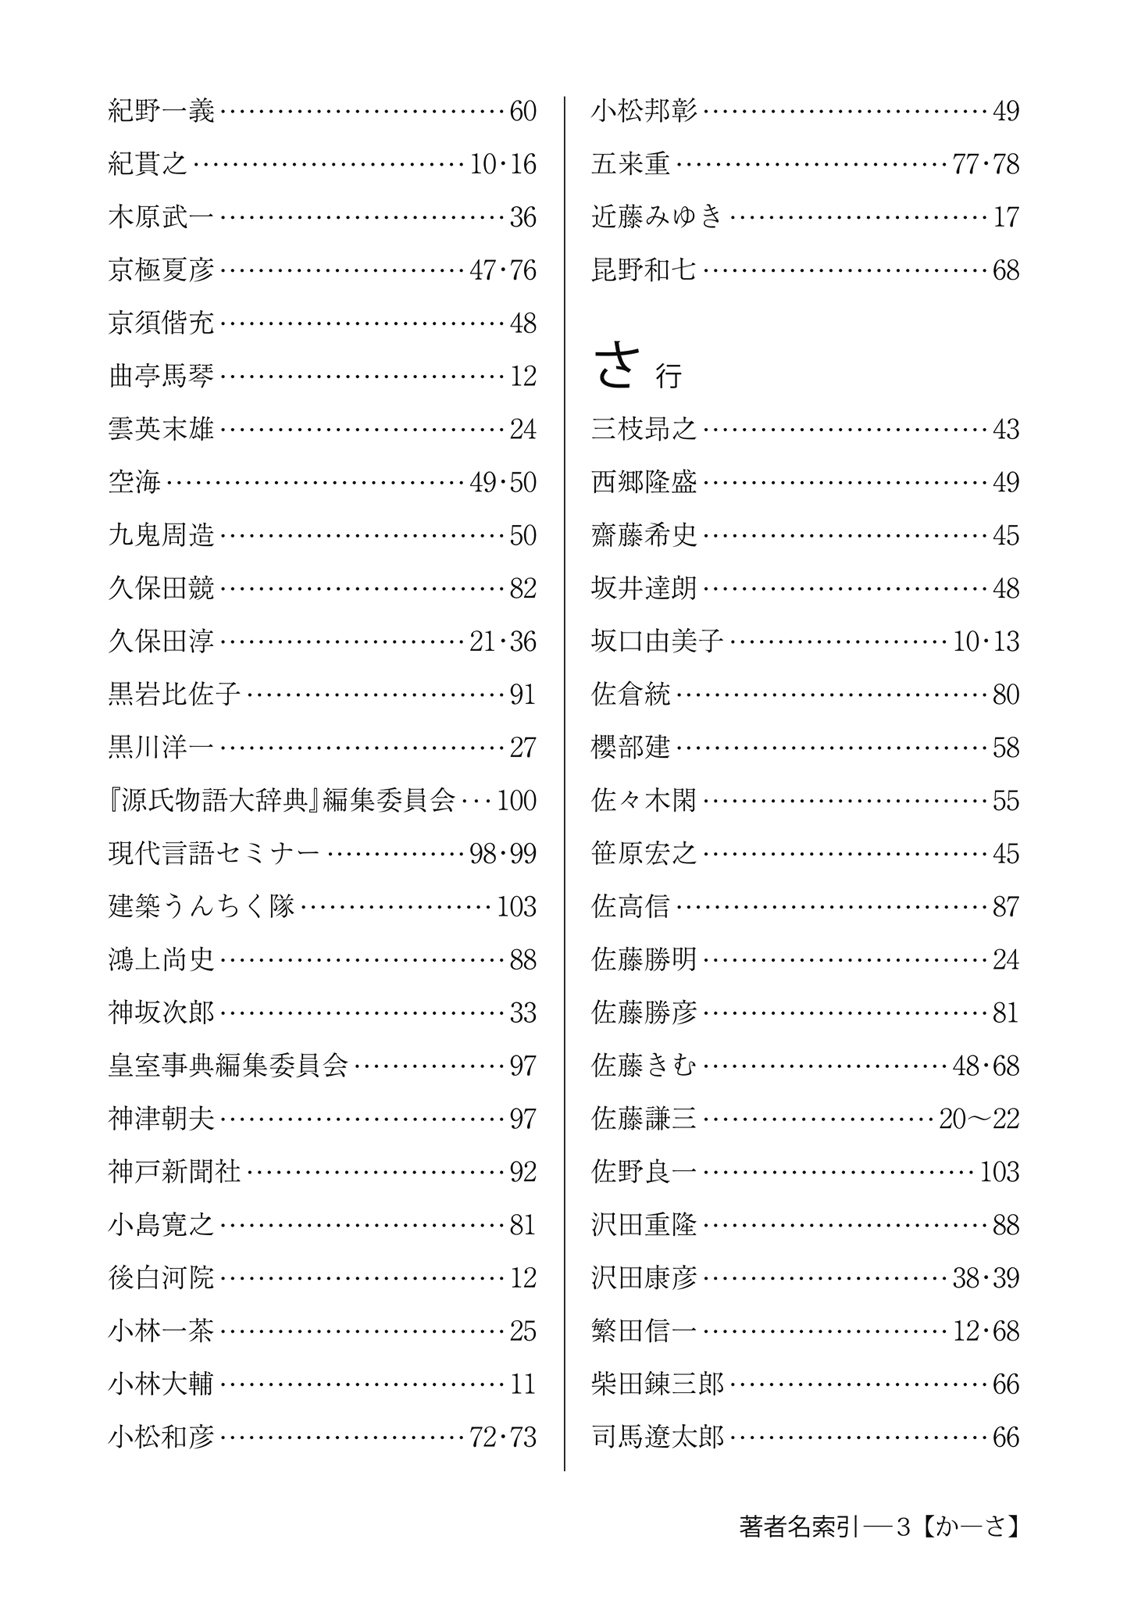 紀野一義……………………………60
紀貫之…………………………10・16
木原武一……………………………36
京極夏彦………………………47・76
京須偕充……………………………48
曲亭馬琴……………………………12
雲英末雄……………………………24
空海……………………………49・50
九鬼周造……………………………50
久保田競……………………………82
久保田淳………………………21・36
黒岩比佐子…………………………91
黒川洋一……………………………27
『源氏物語大辞典』編集委員会…100
現代言語セミナー……………98・99
建築うんちく隊…………………103
鴻上尚史……………………………88
神坂次郎……………………………33
皇室事典編集委員会………………97
神津朝夫……………………………97
神戸新聞社…………………………92
小島寛之……………………………81
後白河院……………………………12
小林一茶……………………………25
小林大輔……………………………11
小松和彦………………………72・73
小松邦彰……………………………49
五来重…………………………77・78
近藤みゆき…………………………17
昆野和七……………………………68
さ 行
三枝昻之……………………………43
西郷隆盛……………………………49
齋藤希史……………………………45
坂井達朗……………………………48
坂口由美子……………………10・13
佐倉統………………………………80
櫻部建………………………………58
佐々木閑……………………………55
笹原宏之……………………………45
佐高信………………………………87
佐藤勝明……………………………24
佐藤勝彦……………………………81
佐藤きむ………………………48・68
佐藤謙三………………………20〜22
佐野良一…………………………103
沢田重隆……………………………88
沢田康彦………………………38・39
繁田信一………………………12・68
柴田錬三郎…………………………66
司馬遼太郎…………………………66
著者名索引―3【か―さ】